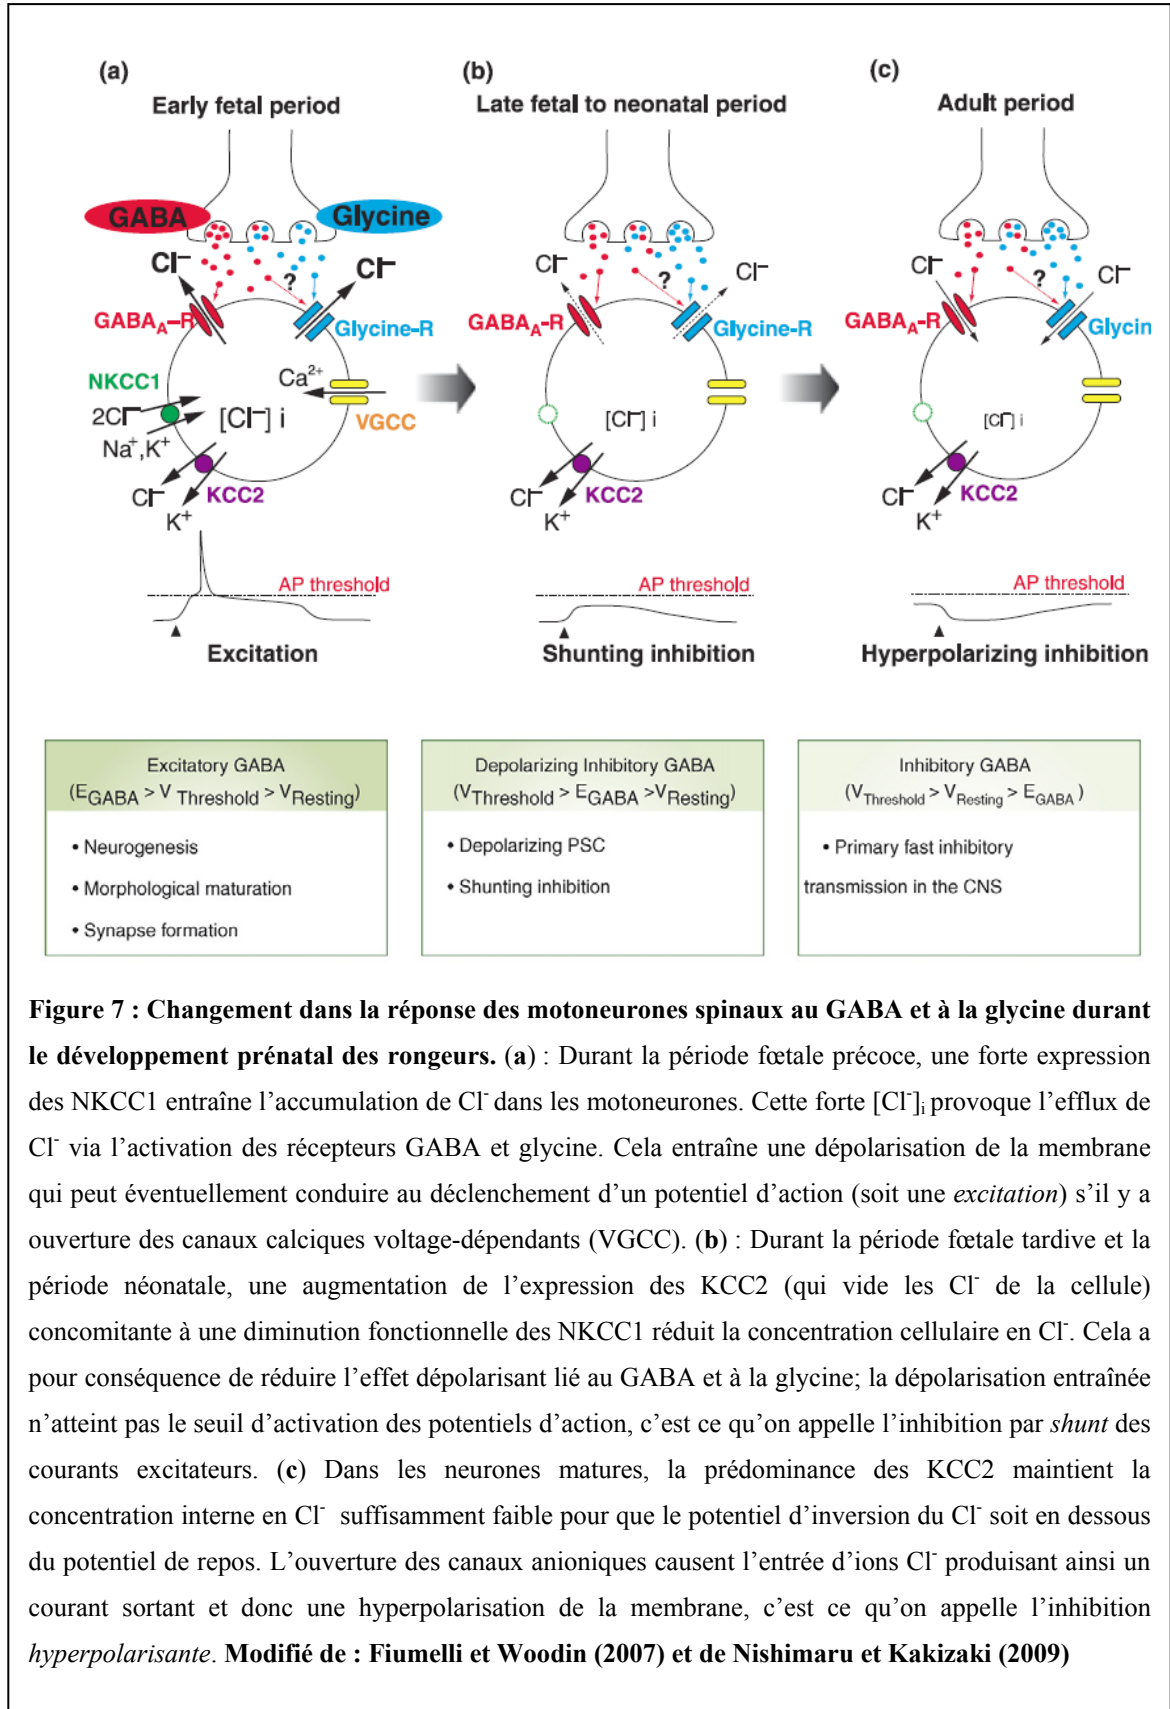 (a)
Early fetal period
GABA
Glycine
Cl⁻
Cl⁻
?
GABA_A-R
Glycine-R
NKCC1
2Cl⁻
Na⁺,K⁺
[Cl⁻] i
Ca²⁺
VGCC
Cl⁻
K⁺
KCC2
AP threshold
Excitation
(b)
Late fetal to neonatal period
Cl⁻
Cl⁻
?
GABA_A-R
Glycine-R
[Cl⁻] i
Cl⁻
K⁺
KCC2
AP threshold
Shunting inhibition
(c)
Adult period
Cl⁻
Cl⁻
?
GABA_A-R
Glycin
[Cl⁻] i
Cl⁻
K⁺
KCC2
AP threshold
Hyperpolarizing inhibition
Excitatory GABA
(E_GABA > V_Threshold > V_Resting)
• Neurogenesis
• Morphological maturation
• Synapse formation
Depolarizing Inhibitory GABA
(V_Threshold > E_GABA >V_Resting)
• Depolarizing PSC
• Shunting inhibition
Inhibitory GABA
(V_Threshold > V_Resting > E_GABA )
• Primary fast inhibitory
transmission in the CNS
Figure 7 : Changement dans la réponse des motoneurones spinaux au GABA et à la glycine durant
le développement prénatal des rongeurs. (a) : Durant la période fœtale précoce, une forte expression
des NKCC1 entraîne l’accumulation de Cl⁻ dans les motoneurones. Cette forte [Cl⁻]i provoque l’efflux de
Cl⁻ via l’activation des récepteurs GABA et glycine. Cela entraîne une dépolarisation de la membrane
qui peut éventuellement conduire au déclenchement d’un potentiel d’action (soit une excitation) s’il y a
ouverture des canaux calciques voltage-dépendants (VGCC). (b) : Durant la période fœtale tardive et la
période néonatale, une augmentation de l’expression des KCC2 (qui vide les Cl⁻ de la cellule)
concomitante à une diminution fonctionnelle des NKCC1 réduit la concentration cellulaire en Cl⁻. Cela a
pour conséquence de réduire l’effet dépolarisant lié au GABA et à la glycine; la dépolarisation entraînée
n’atteint pas le seuil d’activation des potentiels d’action, c’est ce qu’on appelle l’inhibition par shunt des
courants excitateurs. (c) Dans les neurones matures, la prédominance des KCC2 maintient la
concentration interne en Cl⁻ suffisamment faible pour que le potentiel d’inversion du Cl⁻ soit en dessous
du potentiel de repos. L’ouverture des canaux anioniques causent l’entrée d’ions Cl⁻ produisant ainsi un
courant sortant et donc une hyperpolarisation de la membrane, c’est ce qu’on appelle l’inhibition
hyperpolarisante. Modifié de : Fiumelli et Woodin (2007) et de Nishimaru et Kakizaki (2009)